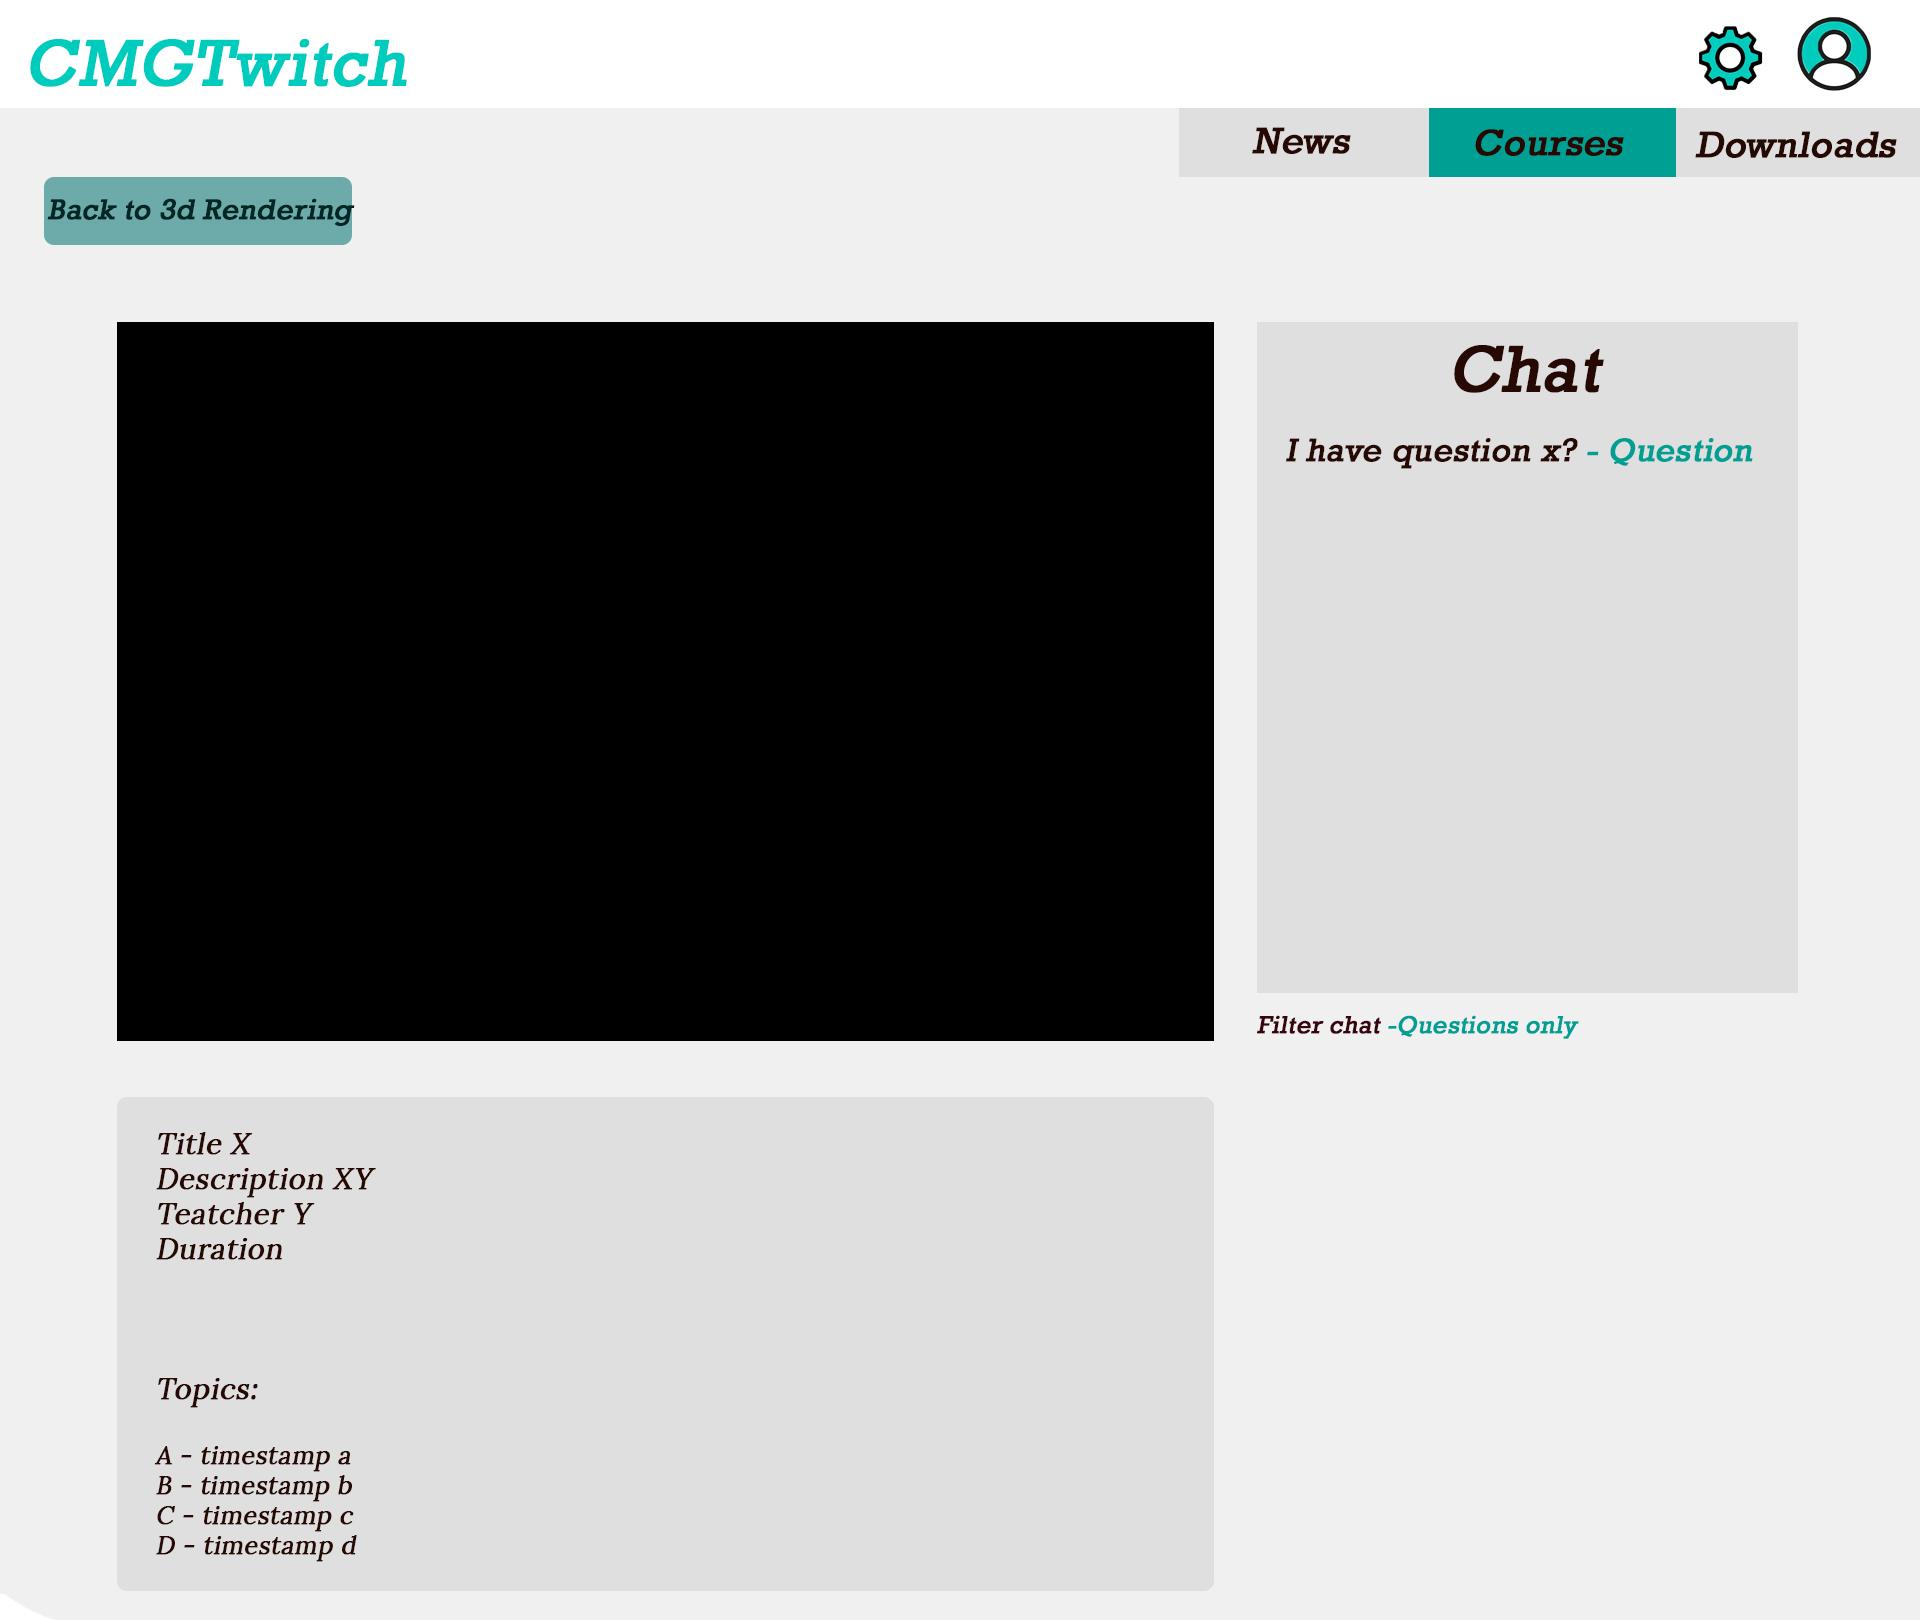 CMGTwitch
News
Courses
Downloads
Back to 3d Rendering
Chat
I have question x? - Question
Filter chat -Questions only
Title X
Description XY
Teatcher Y
Duration
Topics:
A - timestamp a
B - timestamp b
C - timestamp c
D - timestamp d